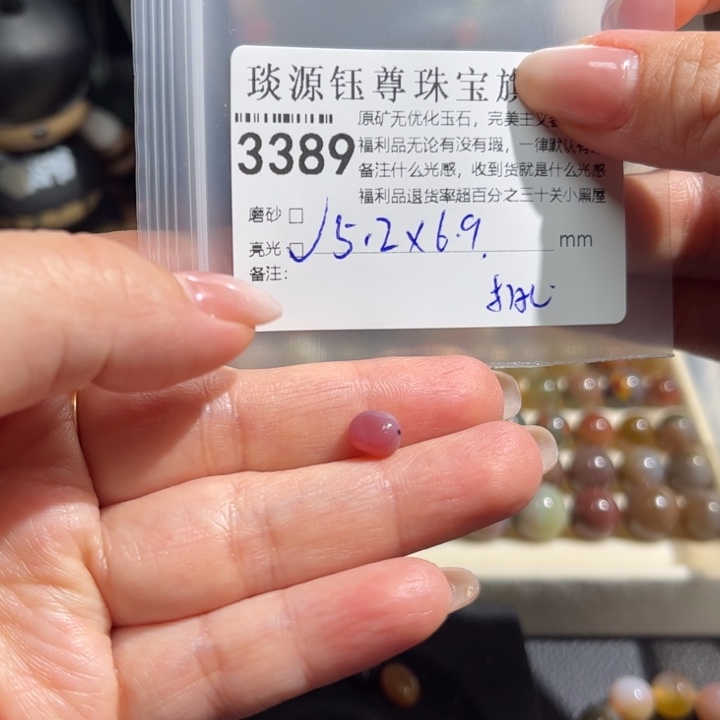 琰源钰尊珠宝旗
原矿无优化玉石，完美主义
3389
福利品无论有没有瑕，一律默认有
备注什么光感，收到货就是什么光感
福利品退货率超百分之三十关小黑屋
磨砂 □
亮光 □ √ 5.2×6.9 mm
备注：